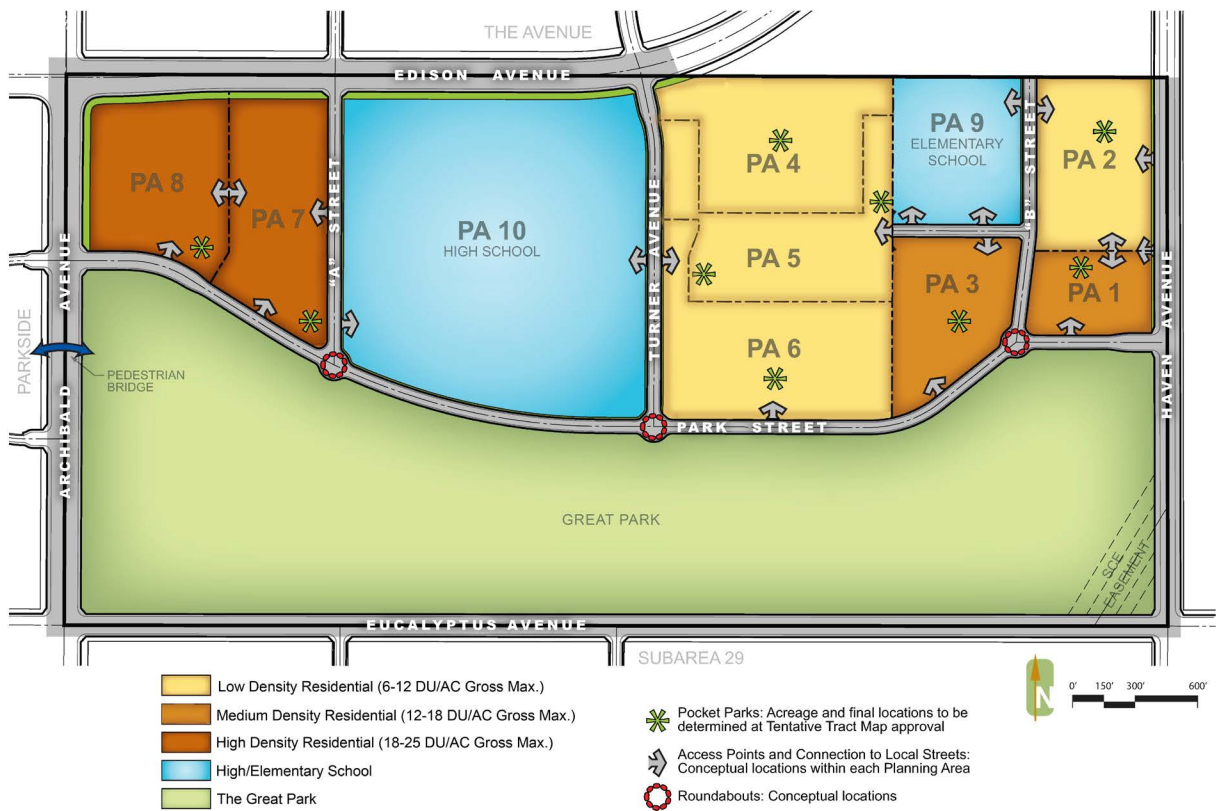 THE AVENUE
EDISON AVENUE
PA 8
PA 7
"A" STREET
PA 10
HIGH SCHOOL
TURNER AVENUE
PA 4
PA 5
PA 6
PA 9
ELEMENTARY
SCHOOL
"B" STREET
PA 2
PA 3
PA 1
PARKSIDE
ARCHIBALD AVENUE
PEDESTRIAN
BRIDGE
PARK STREET
HAVEN AVENUE
GREAT PARK
SCE
EASEMENT
EUCALYPTUS AVENUE
SUBAREA 29
Low Density Residential (6-12 DU/AC Gross Max.)
Medium Density Residential (12-18 DU/AC Gross Max.)
High Density Residential (18-25 DU/AC Gross Max.)
High/Elementary School
The Great Park
Pocket Parks: Acreage and final locations to be
determined at Tentative Tract Map approval
Access Points and Connection to Local Streets:
Conceptual locations within each Planning Area
Roundabouts: Conceptual locations
N
0' 150' 300' 600'